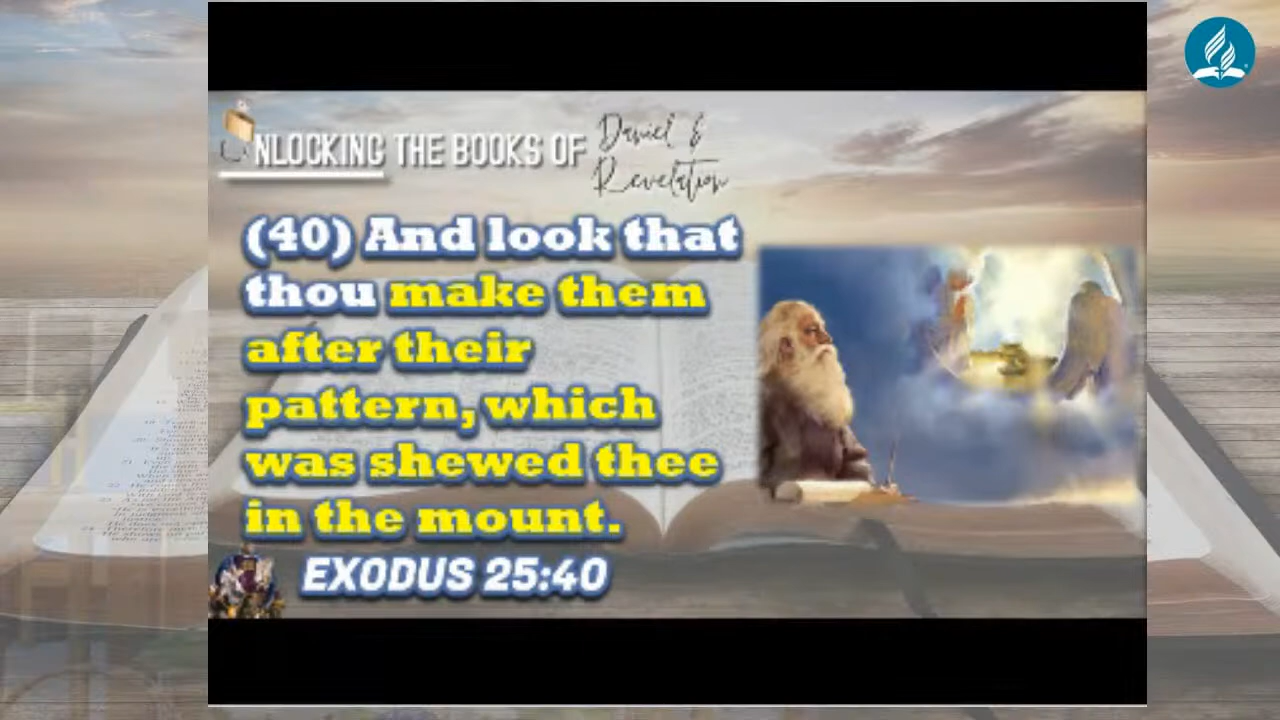 NLOCKING THE BOOKS OF Daniel &
Revelation
(40) And look that
thou make them
after their
pattern, which
was shewed thee
in the mount.
EXODUS 25:40